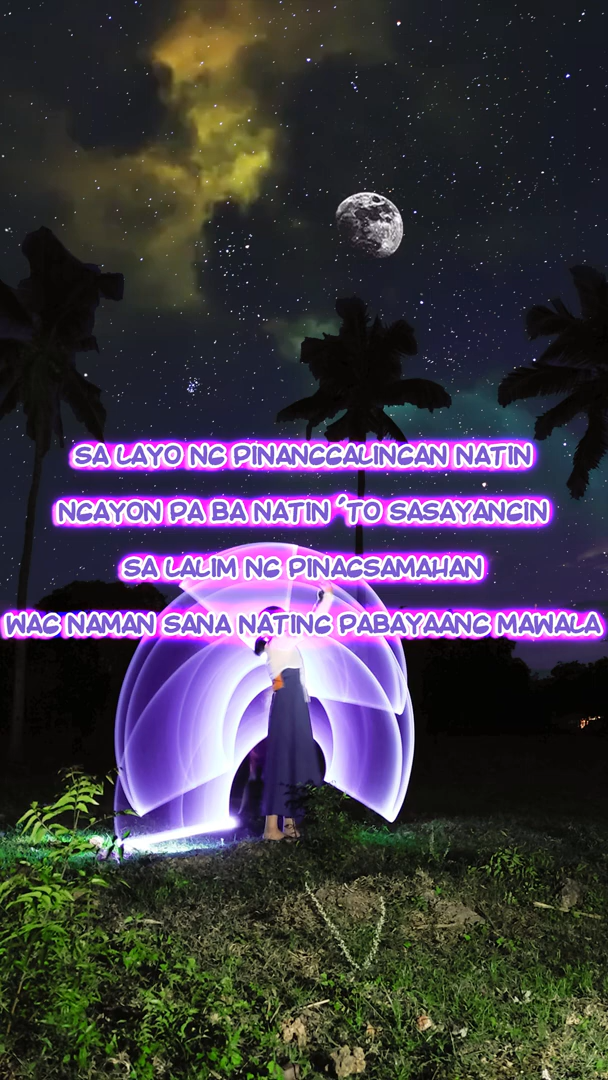 SA LAYO NG PINANGGALINGAN NATIN
NGAYON PA BA NATIN ‘TO SASAYANGIN
SA LALIM NG PINAGSAMAHAN
WAG NAMAN SANA NATING PABAYAANG MAWALA